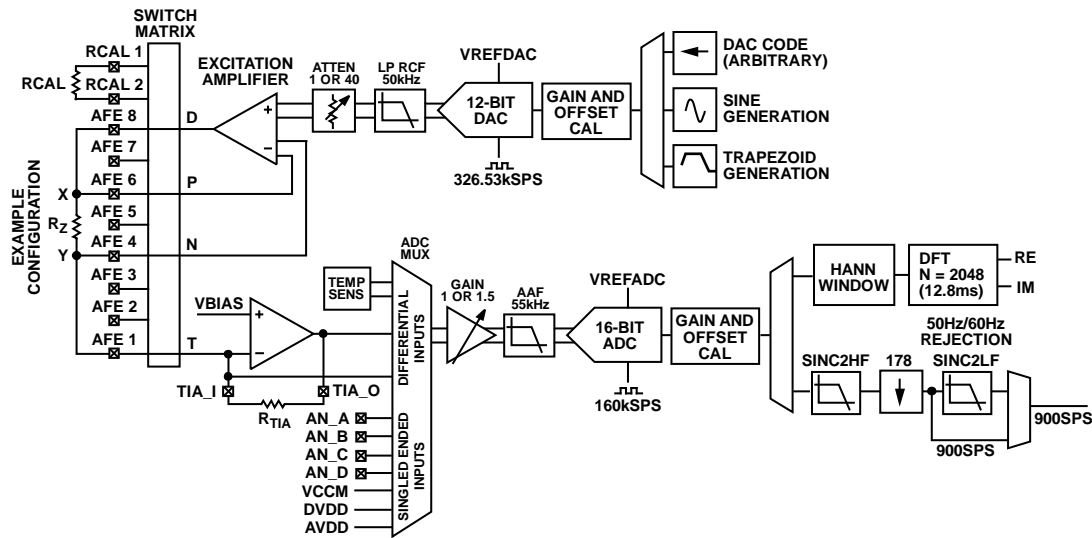 SWITCH
MATRIX
RCAL 1
RCAL
RCAL 2
AFE 8
AFE 7
AFE 6
AFE 5
AFE 4
AFE 3
AFE 2
AFE 1
X
RZ
Y
EXAMPLE
CONFIGURATION
D
P
N
T
EXCITATION
AMPLIFIER
+
–
–
ATTEN
1 OR 40
LP RCF
50kHz
VREFDAC
12-BIT
DAC
326.53kSPS
GAIN AND
OFFSET
CAL
DAC CODE
(ARBITRARY)
SINE
GENERATION
TRAPEZOID
GENERATION
VBIAS
+
–
TIA_I
TIA_O
RTIA
TEMP
SENS
ADC
MUX
DIFFERENTIAL
INPUTS
SINGLED ENDED
INPUTS
AN_A
AN_B
AN_C
AN_D
VCCM
DVDD
AVDD
GAIN
1 OR 1.5
AAF
55kHz
VREFADC
16-BIT
ADC
160kSPS
GAIN AND
OFFSET
CAL
HANN
WINDOW
DFT
N = 2048
(12.8ms)
RE
IM
50Hz/60Hz
REJECTION
SINC2HF
178
SINC2LF
900SPS
900SPS